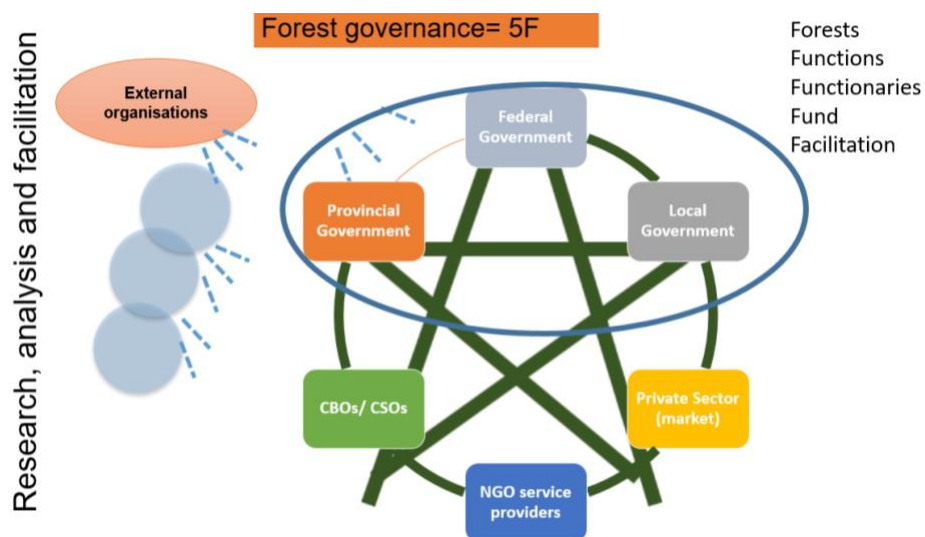 Forest governance= 5F
Research, analysis and facilitation
External
organisations
Forests
Functions
Functionaries
Fund
Facilitation
Federal
Government
Provincial
Government
Local
Government
CBOs/ CSOs
Private Sector
(market)
NGO service
providers